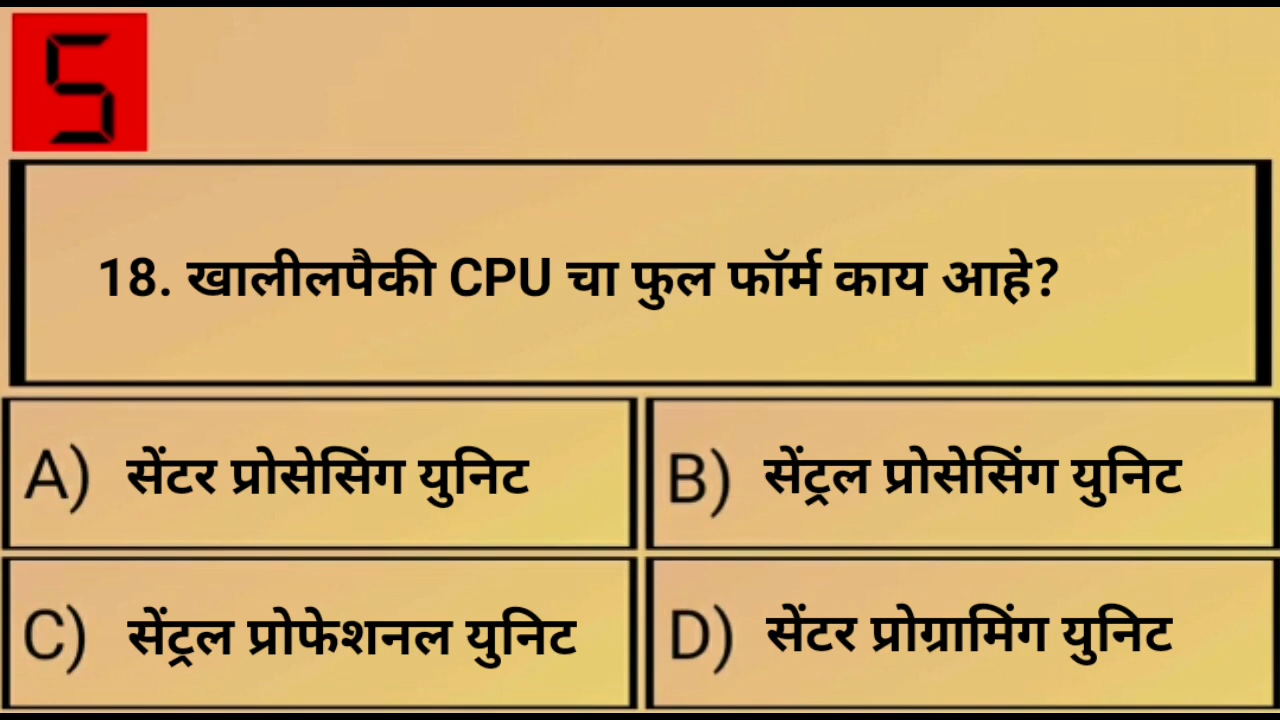 5
18. खालीलपैकी CPU चा फुल फॉर्म काय आहे?
A) सेंटर प्रोसेसिंग युनिट
B) सेंट्रल प्रोसेसिंग युनिट
C) सेंट्रल प्रोफेशनल युनिट
D) सेंटर प्रोग्रामिंग युनिट